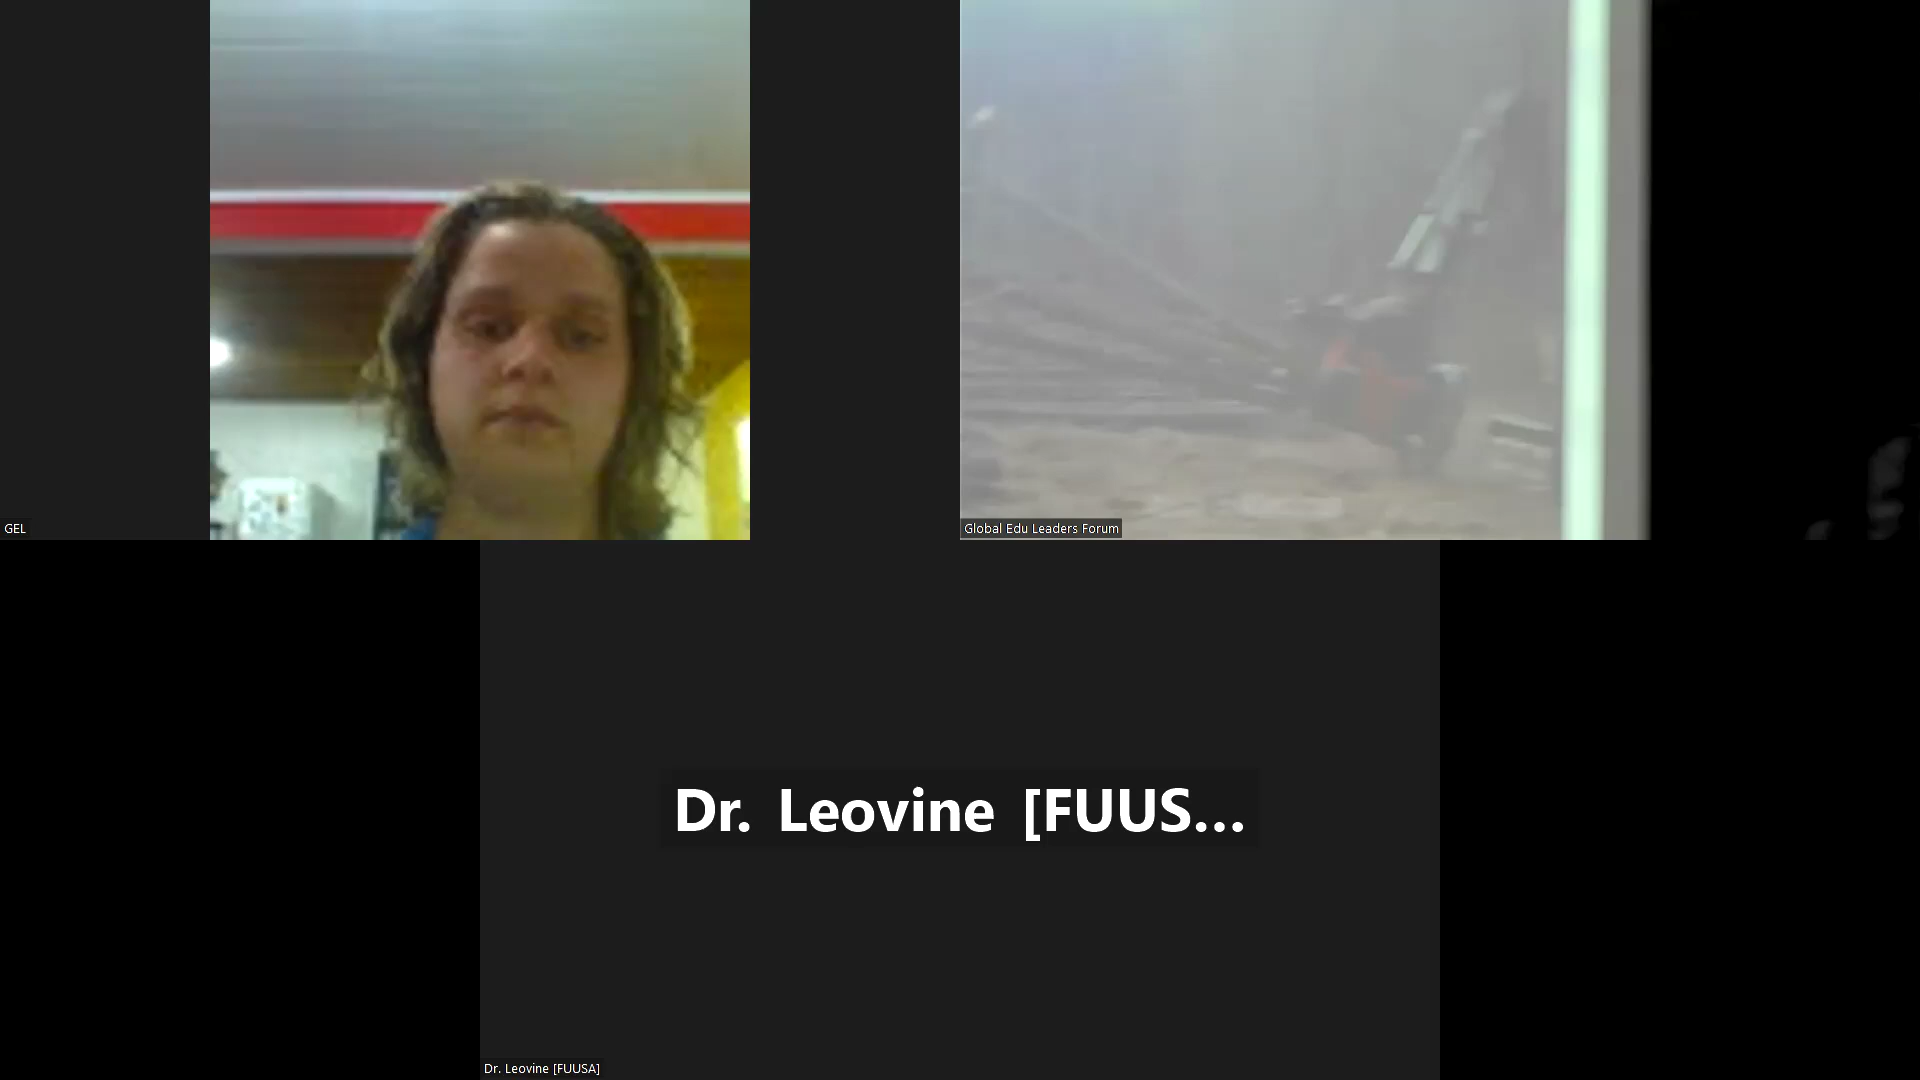 GEL
Global Edu Leaders Forum
Dr. Leovine [FUUS...
Dr. Leovine [FUUSA]